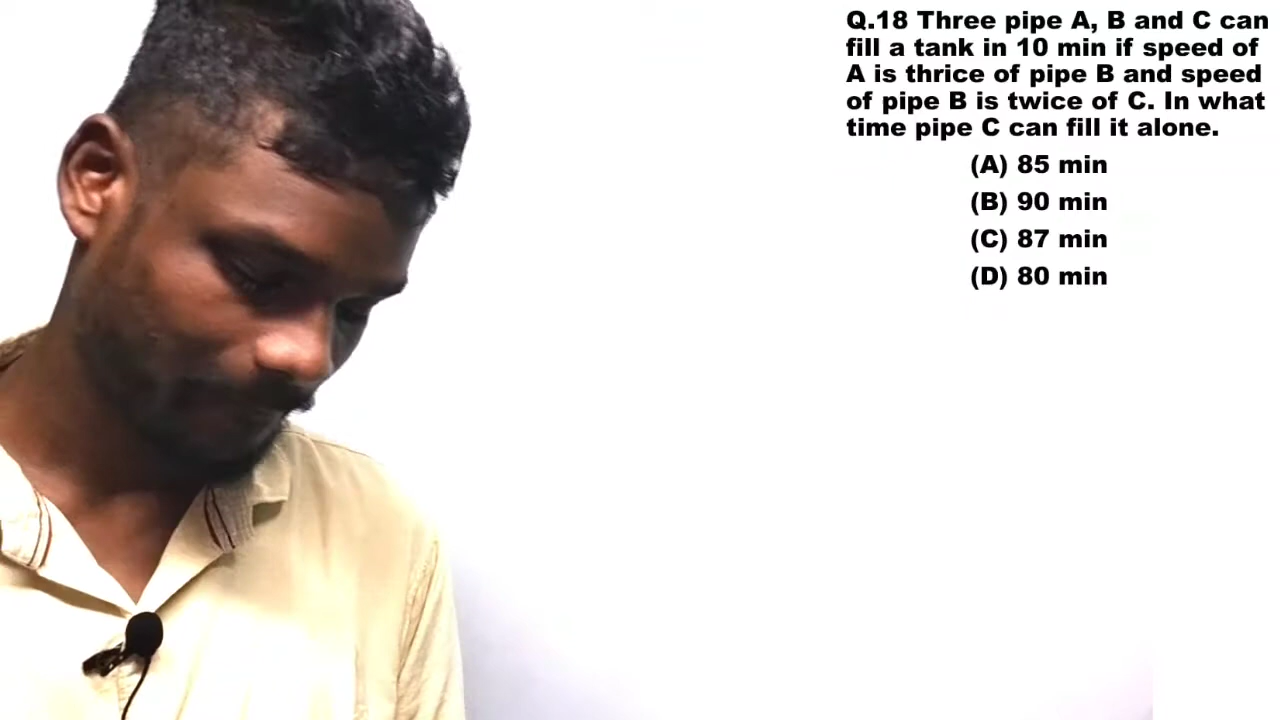 Q.18 Three pipe A, B and C can
fill a tank in 10 min if speed of
A is thrice of pipe B and speed
of pipe B is twice of C. In what
time pipe C can fill it alone.
(A) 85 min
(B) 90 min
(C) 87 min
(D) 80 min